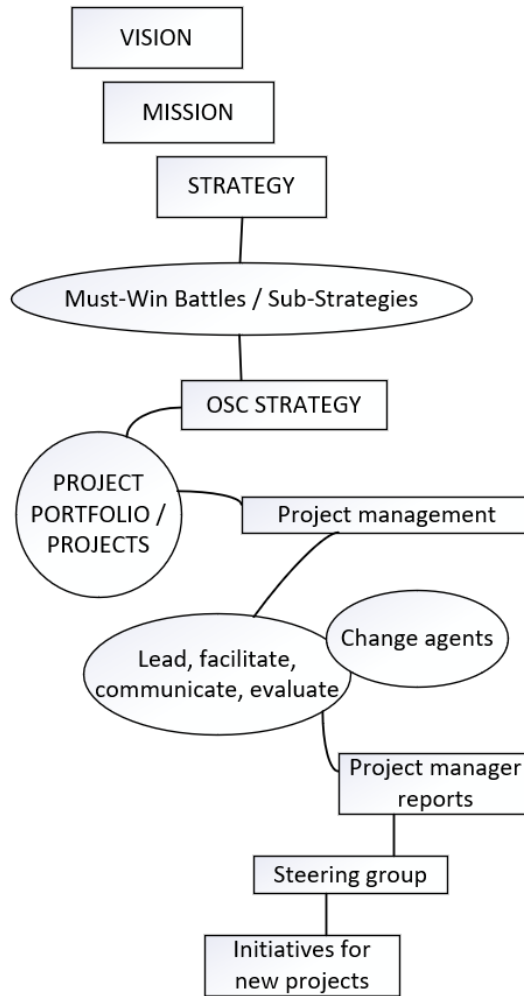 VISION
MISSION
STRATEGY
Must-Win Battles / Sub-Strategies
OSC STRATEGY
PROJECT
PORTFOLIO /
PROJECTS
Project management
Change agents
Lead, facilitate,
communicate, evaluate
Project manager
reports
Steering group
Initiatives for
new projects